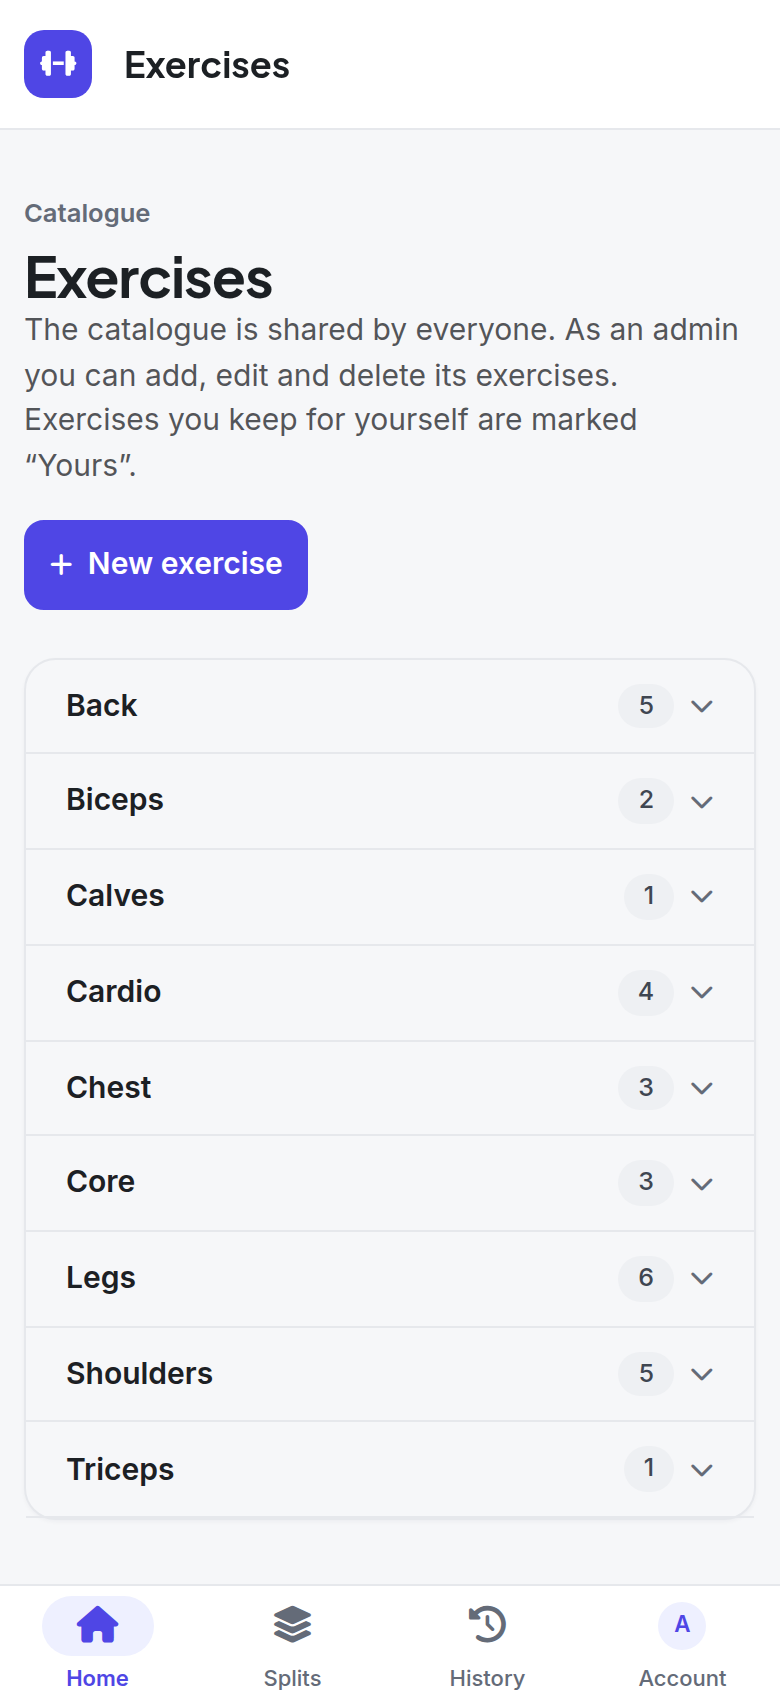 Exercises
Catalogue
Exercises
The catalogue is shared by everyone. As an admin
you can add, edit and delete its exercises.
Exercises you keep for yourself are marked
“Yours”.
+ New exercise
Back 5
Biceps 2
Calves 1
Cardio 4
Chest 3
Core 3
Legs 6
Shoulders 5
Triceps 1
A
Home Splits History Account